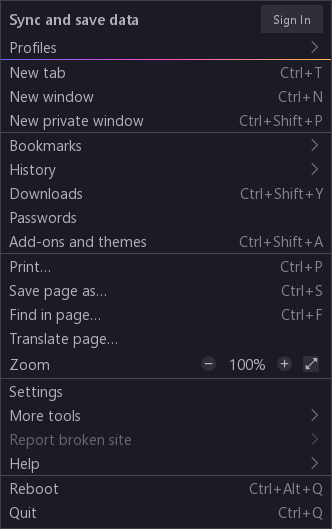 Sync and save data Sign In
Profiles
New tab Ctrl+T
New window Ctrl+N
New private window Ctrl+Shift+P
Bookmarks
History
Downloads Ctrl+Shift+Y
Passwords
Add-ons and themes Ctrl+Shift+A
Print… Ctrl+P
Save page as… Ctrl+S
Find in page… Ctrl+F
Translate page…
Zoom − 100% +
Settings
More tools
Report broken site
Help
Reboot Ctrl+Alt+Q
Quit Ctrl+Q